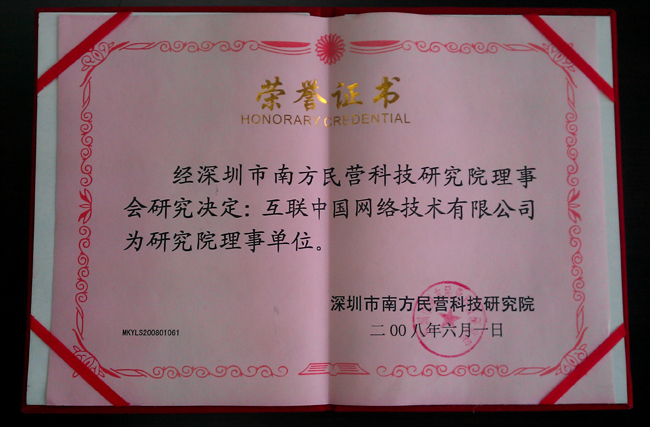 荣誉证书
HONORARY CREDENTIAL
经深圳市南方民营科技研究院理事
会研究决定：互联中国网络技术有限公司
为研究院理事单位。
深圳市南方民营科技研究院
MKYLS200801061
二00八年六月一日